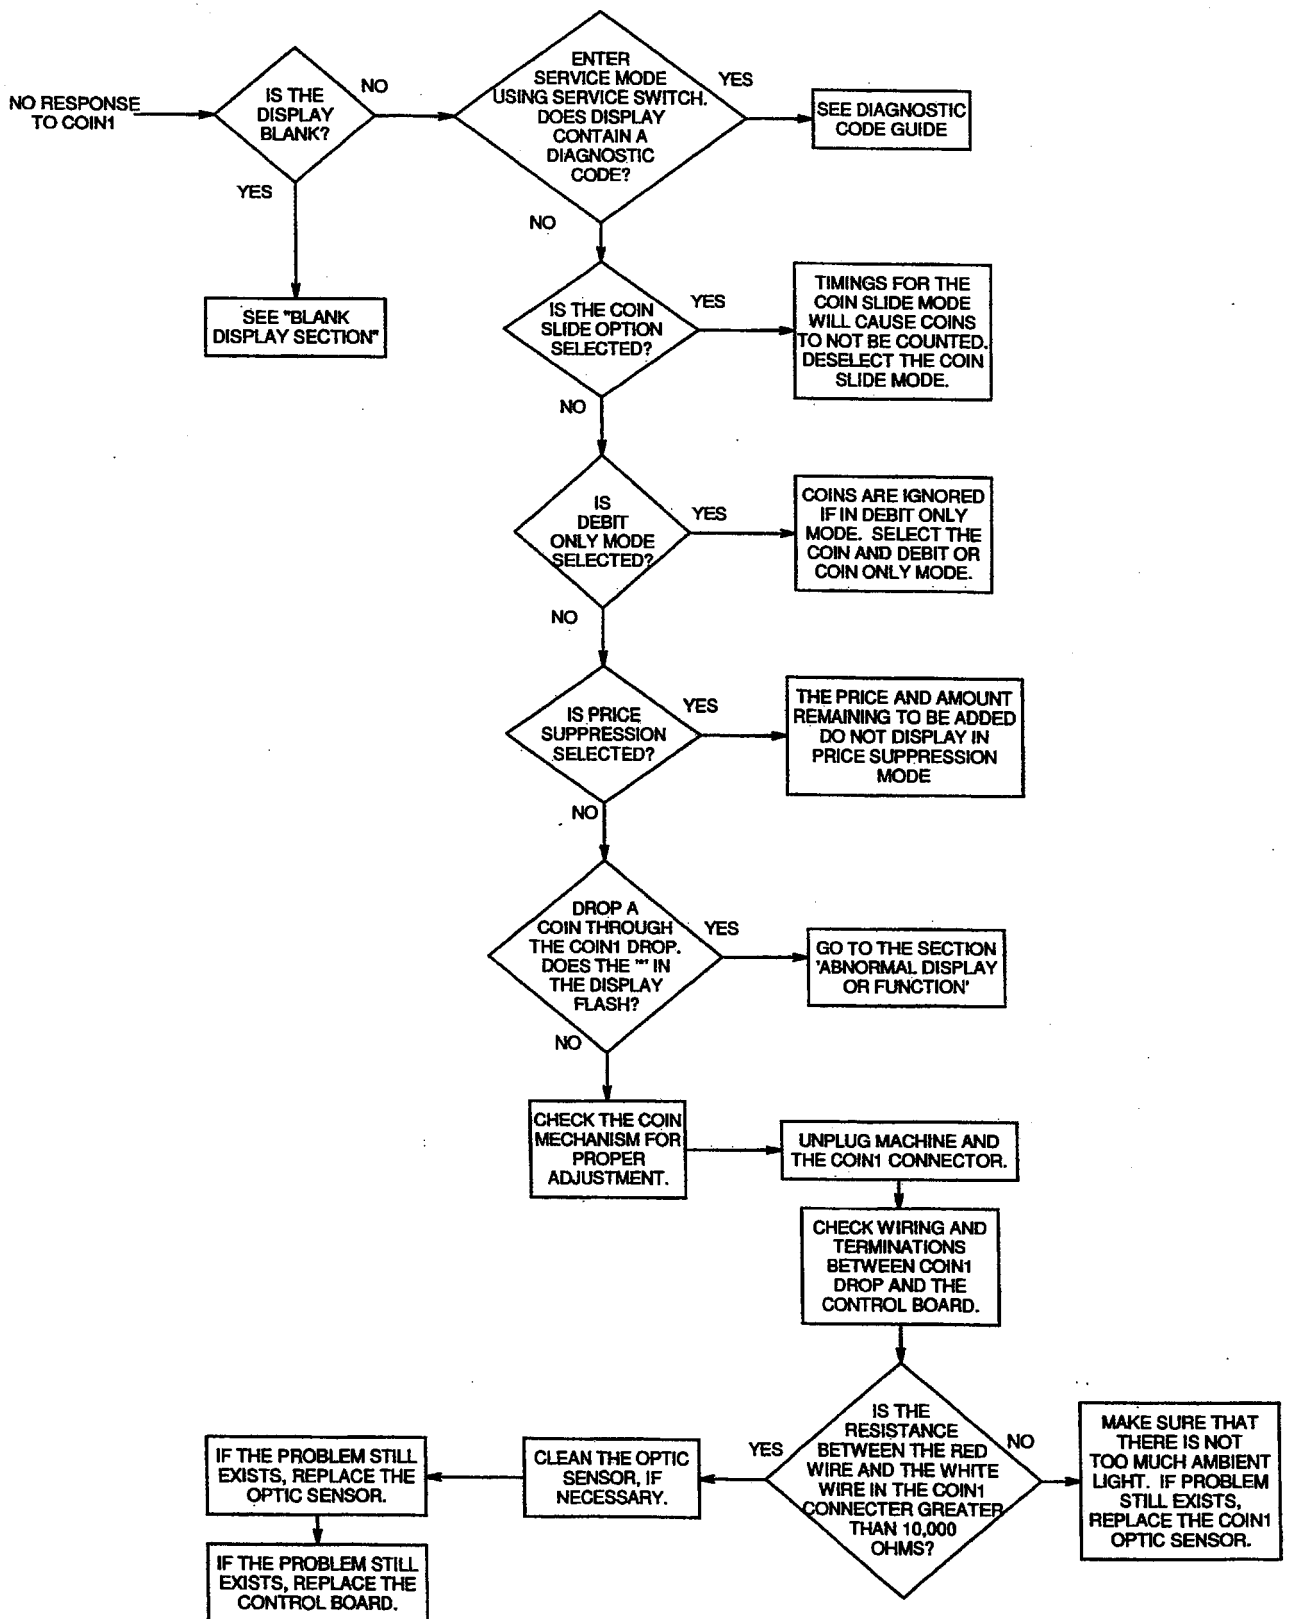 NO RESPONSE
TO COIN1
IS THE
DISPLAY
BLANK?
NO
YES
SEE "BLANK
DISPLAY SECTION"
ENTER
SERVICE MODE
USING SERVICE SWITCH.
DOES DISPLAY
CONTAIN A
DIAGNOSTIC
CODE?
YES
SEE DIAGNOSTIC
CODE GUIDE
NO
IS THE COIN
SLIDE OPTION
SELECTED?
YES
TIMINGS FOR THE
COIN SLIDE MODE
WILL CAUSE COINS
TO NOT BE COUNTED.
DESELECT THE COIN
SLIDE MODE.
NO
IS
DEBIT
ONLY MODE
SELECTED?
YES
COINS ARE IGNORED
IF IN DEBIT ONLY
MODE. SELECT THE
COIN AND DEBIT OR
COIN ONLY MODE.
NO
IS PRICE
SUPPRESSION
SELECTED?
YES
THE PRICE AND AMOUNT
REMAINING TO BE ADDED
DO NOT DISPLAY IN
PRICE SUPPRESSION
MODE
NO
DROP A
COIN THROUGH
THE COIN1 DROP.
DOES THE "*" IN
THE DISPLAY
FLASH?
YES
GO TO THE SECTION
'ABNORMAL DISPLAY
OR FUNCTION'
NO
CHECK THE COIN
MECHANISM FOR
PROPER
ADJUSTMENT.
UNPLUG MACHINE AND
THE COIN1 CONNECTOR.
CHECK WIRING AND
TERMINATIONS
BETWEEN COIN1
DROP AND THE
CONTROL BOARD.
IS THE
RESISTANCE
BETWEEN THE RED
WIRE AND THE WHITE
WIRE IN THE COIN1
CONNECTER GREATER
THAN 10,000
OHMS?
NO
MAKE SURE THAT
THERE IS NOT
TOO MUCH AMBIENT
LIGHT. IF PROBLEM
STILL EXISTS,
REPLACE THE COIN1
OPTIC SENSOR.
YES
CLEAN THE OPTIC
SENSOR, IF
NECESSARY.
IF THE PROBLEM STILL
EXISTS, REPLACE THE
OPTIC SENSOR.
IF THE PROBLEM STILL
EXISTS, REPLACE THE
CONTROL BOARD.